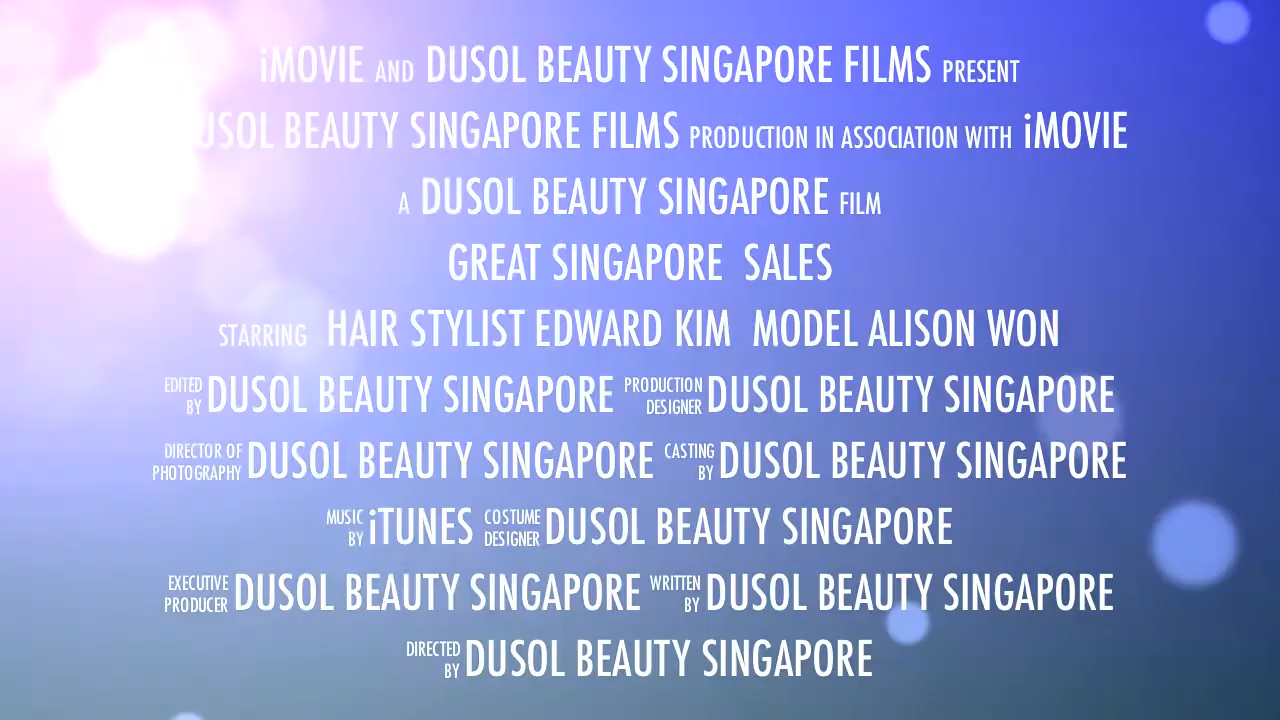 iMOVIE AND DUSOL BEAUTY SINGAPORE FILMS PRESENT
DUSOL BEAUTY SINGAPORE FILMS PRODUCTION IN ASSOCIATION WITH iMOVIE
A DUSOL BEAUTY SINGAPORE FILM
GREAT SINGAPORE SALES
STARRING HAIR STYLIST EDWARD KIM MODEL ALISON WON
EDITED BY DUSOL BEAUTY SINGAPORE PRODUCTION DESIGNER DUSOL BEAUTY SINGAPORE
DIRECTOR OF PHOTOGRAPHY DUSOL BEAUTY SINGAPORE CASTING BY DUSOL BEAUTY SINGAPORE
MUSIC BY iTUNES COSTUME DESIGNER DUSOL BEAUTY SINGAPORE
EXECUTIVE PRODUCER DUSOL BEAUTY SINGAPORE WRITTEN BY DUSOL BEAUTY SINGAPORE
DIRECTED BY DUSOL BEAUTY SINGAPORE